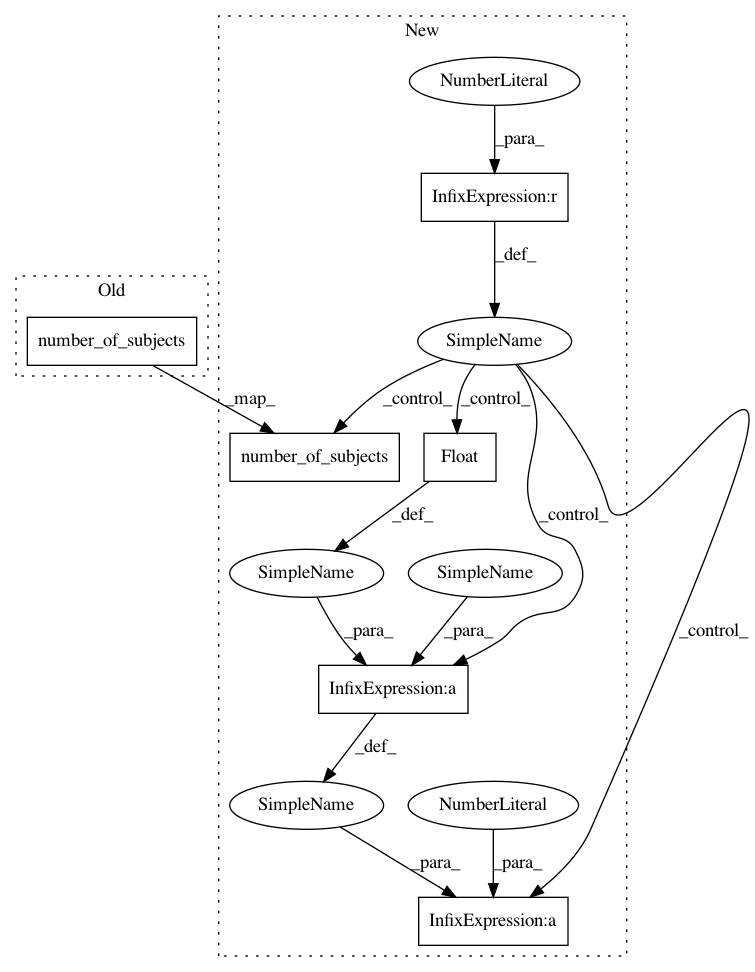 New
NumberLiteral
_para_
InfixExpression:r
_def_
Old
number_of_subjects
SimpleName
_map_
_control_
_control_
number_of_subjects
Float
_def_
_control_
SimpleName
SimpleName
_para_
_para_
_control_
InfixExpression:a
_def_
SimpleName
NumberLiteral
_para_
_para_
InfixExpression:a